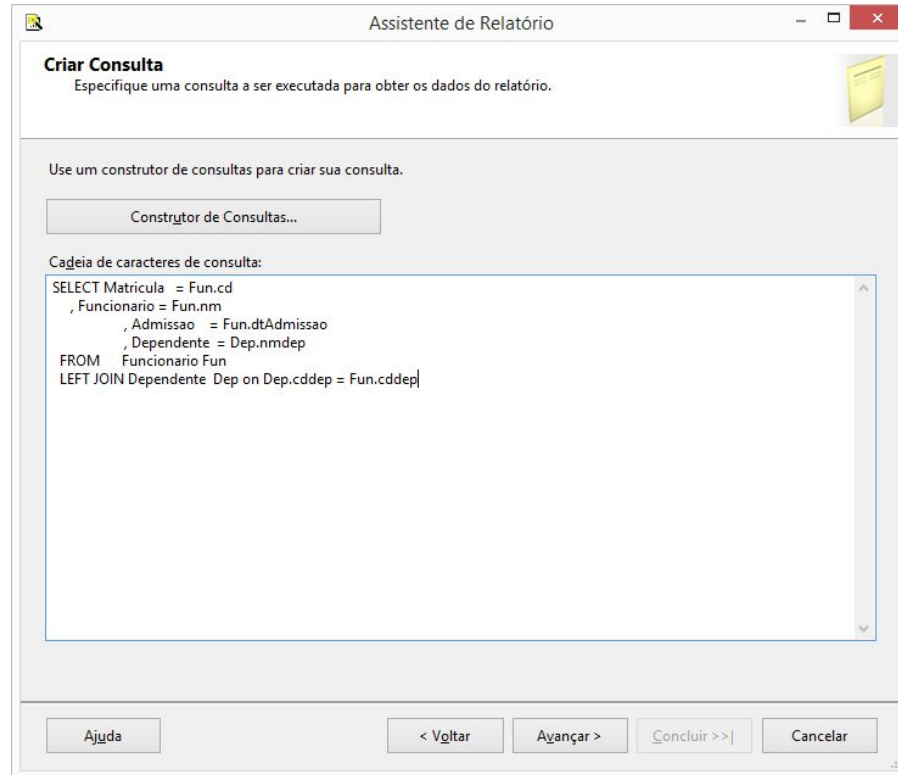 Assistente de Relatório
Criar Consulta
Especifique uma consulta a ser executada para obter os dados do relatório.
Use um construtor de consultas para criar sua consulta.
Construtor de Consultas...
Cadeia de caracteres de consulta:
SELECT Matricula   = Fun.cd
, Funcionario = Fun.nm
, Admissao   = Fun.dtAdmissao
, Dependente  = Dep.nmdep
FROM     Funcionario Fun
LEFT JOIN Dependente  Dep on Dep.cddep = Fun.cddep
Ajuda
< Voltar
Avançar >
Concluir >>|
Cancelar